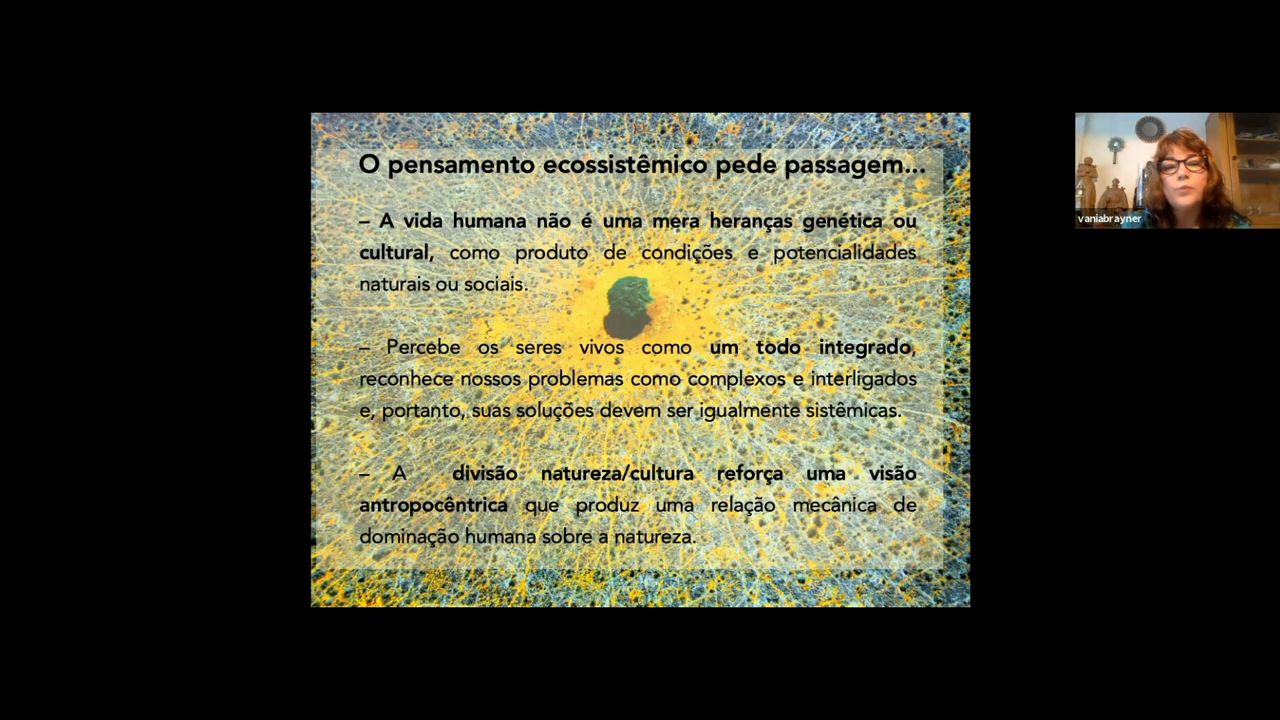 O pensamento ecossistêmico pede passagem...
– A vida humana não é uma mera heranças genética ou
cultural, como produto de condições e potencialidades
naturais ou sociais.
– Percebe os seres vivos como um todo integrado,
reconhece nossos problemas como complexos e interligados
e, portanto, suas soluções devem ser igualmente sistêmicas.
– A divisão natureza/cultura reforça uma visão
antropocêntrica que produz uma relação mecânica de
dominação humana sobre a natureza.
vaniabrayner